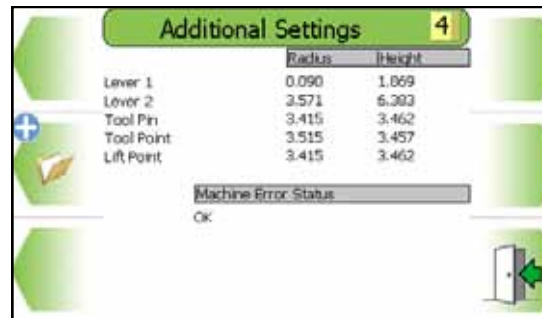 Additional Settings 4
Radius Height
Lever 1 0.090 1.869
Lever 2 3.571 6.383
Tool Pin 3.415 3.462
Tool Point 3.515 3.457
Lift Point 3.415 3.462
Machine Error Status
OK